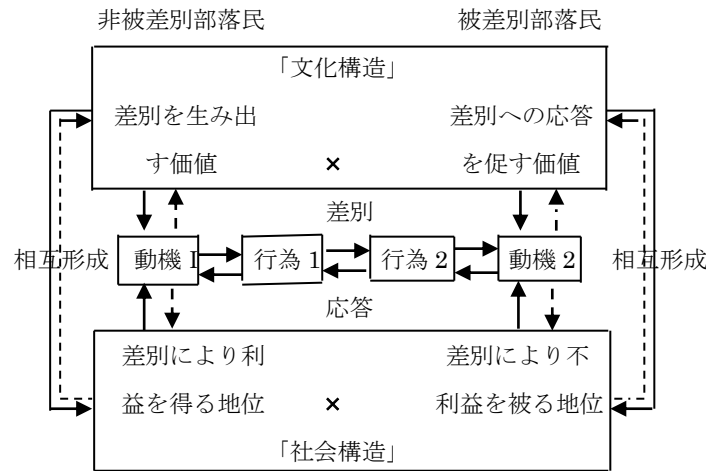 非被差別部落民 被差別部落民
「文化構造」
差別を生み出 差別への応答
す価値 × を促す価値
差別
相互形成 動機 1 行為 1 行為 2 動機 2 相互形成
応答
差別により利 差別により不
益を得る地位 × 利益を被る地位
「社会構造」